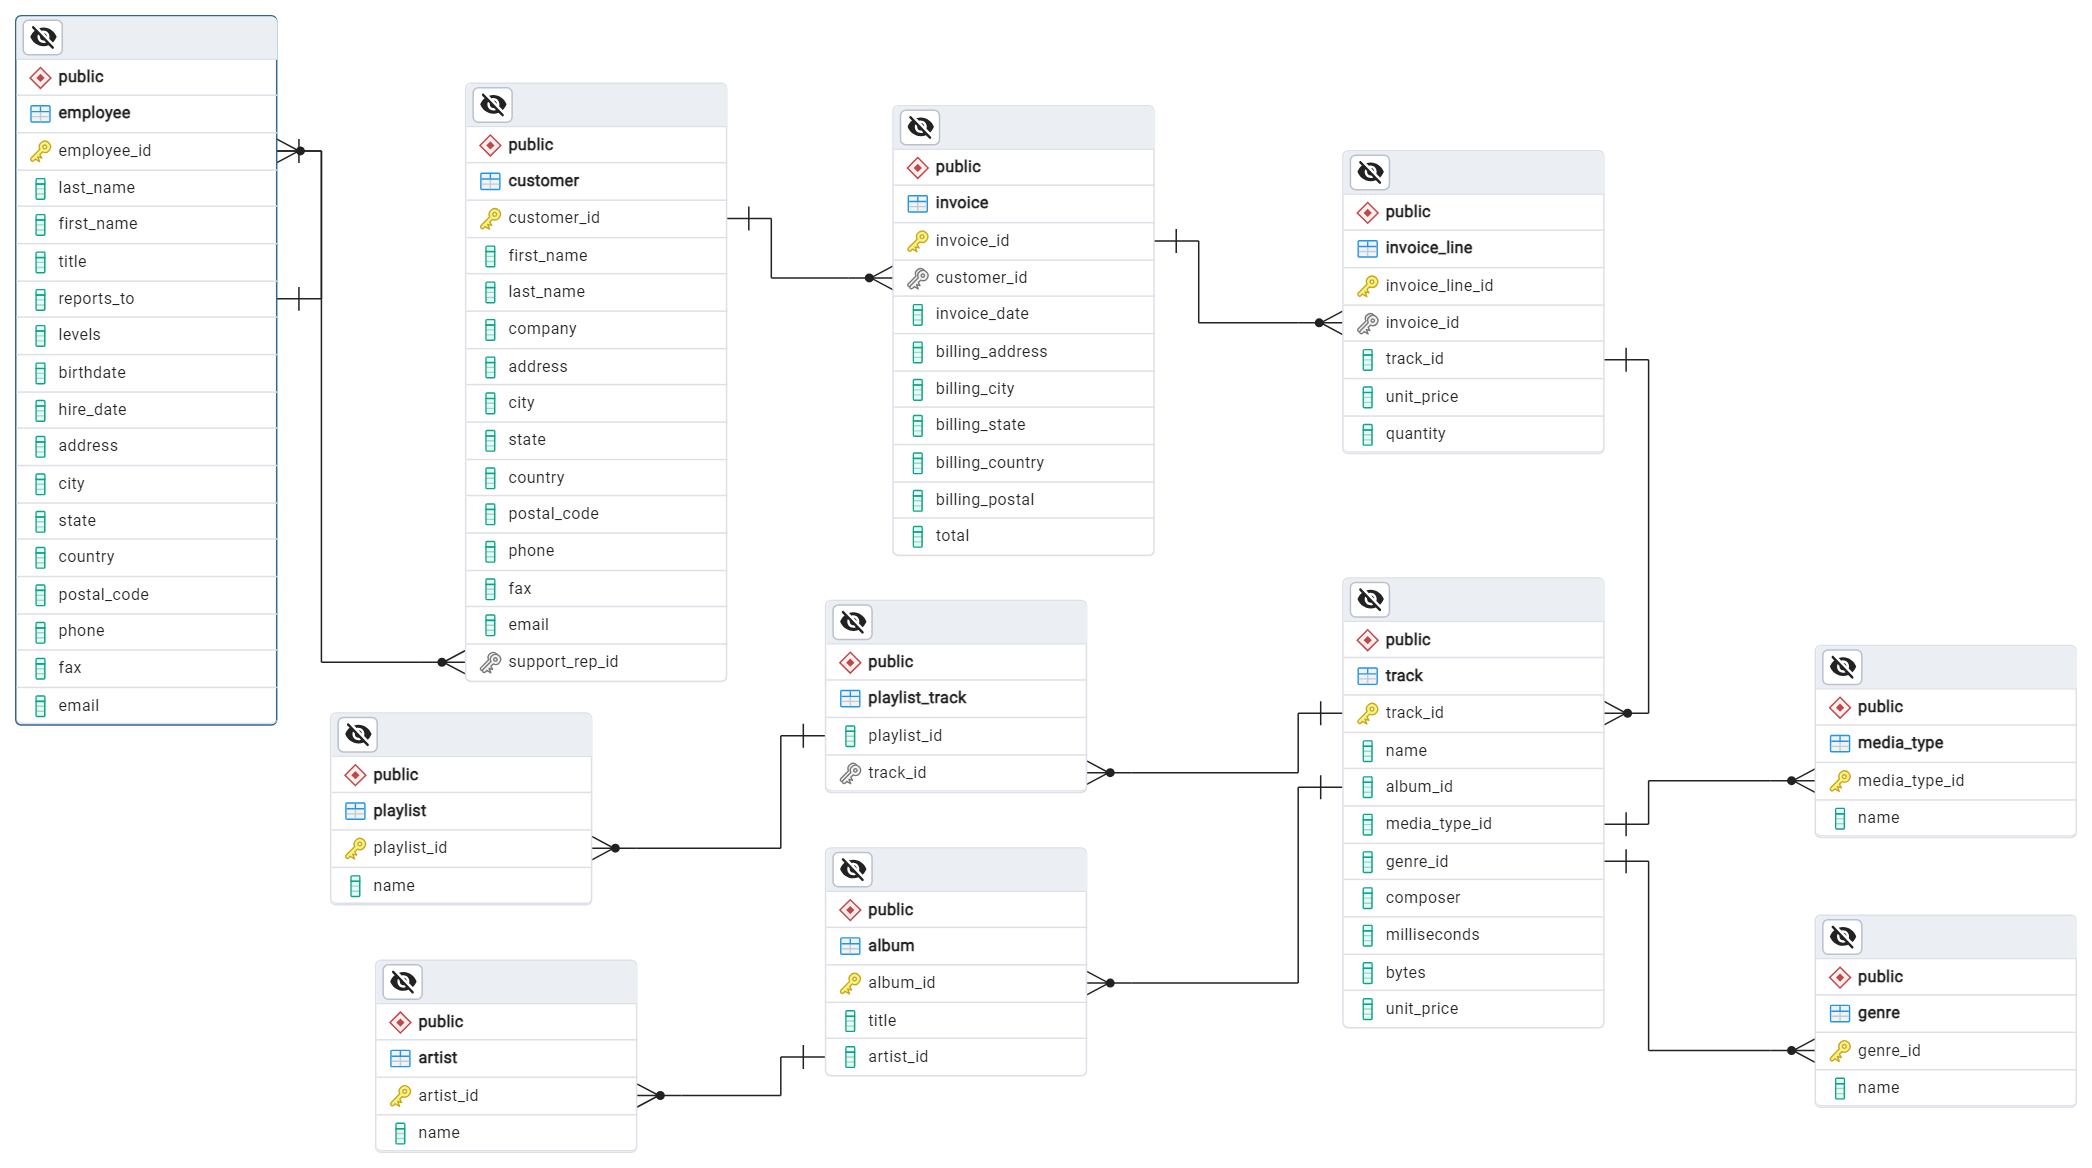 public
employee
employee_id
last_name
first_name
title
reports_to
levels
birthdate
hire_date
address
city
state
country
postal_code
phone
fax
email
public
customer
customer_id
first_name
last_name
company
address
city
state
country
postal_code
phone
fax
email
support_rep_id
public
invoice
invoice_id
customer_id
invoice_date
billing_address
billing_city
billing_state
billing_country
billing_postal
total
public
invoice_line
invoice_line_id
invoice_id
track_id
unit_price
quantity
public
playlist_track
playlist_id
track_id
public
track
track_id
name
album_id
media_type_id
genre_id
composer
milliseconds
bytes
unit_price
public
media_type
media_type_id
name
public
playlist
playlist_id
name
public
album
album_id
title
artist_id
public
genre
genre_id
name
public
artist
artist_id
name